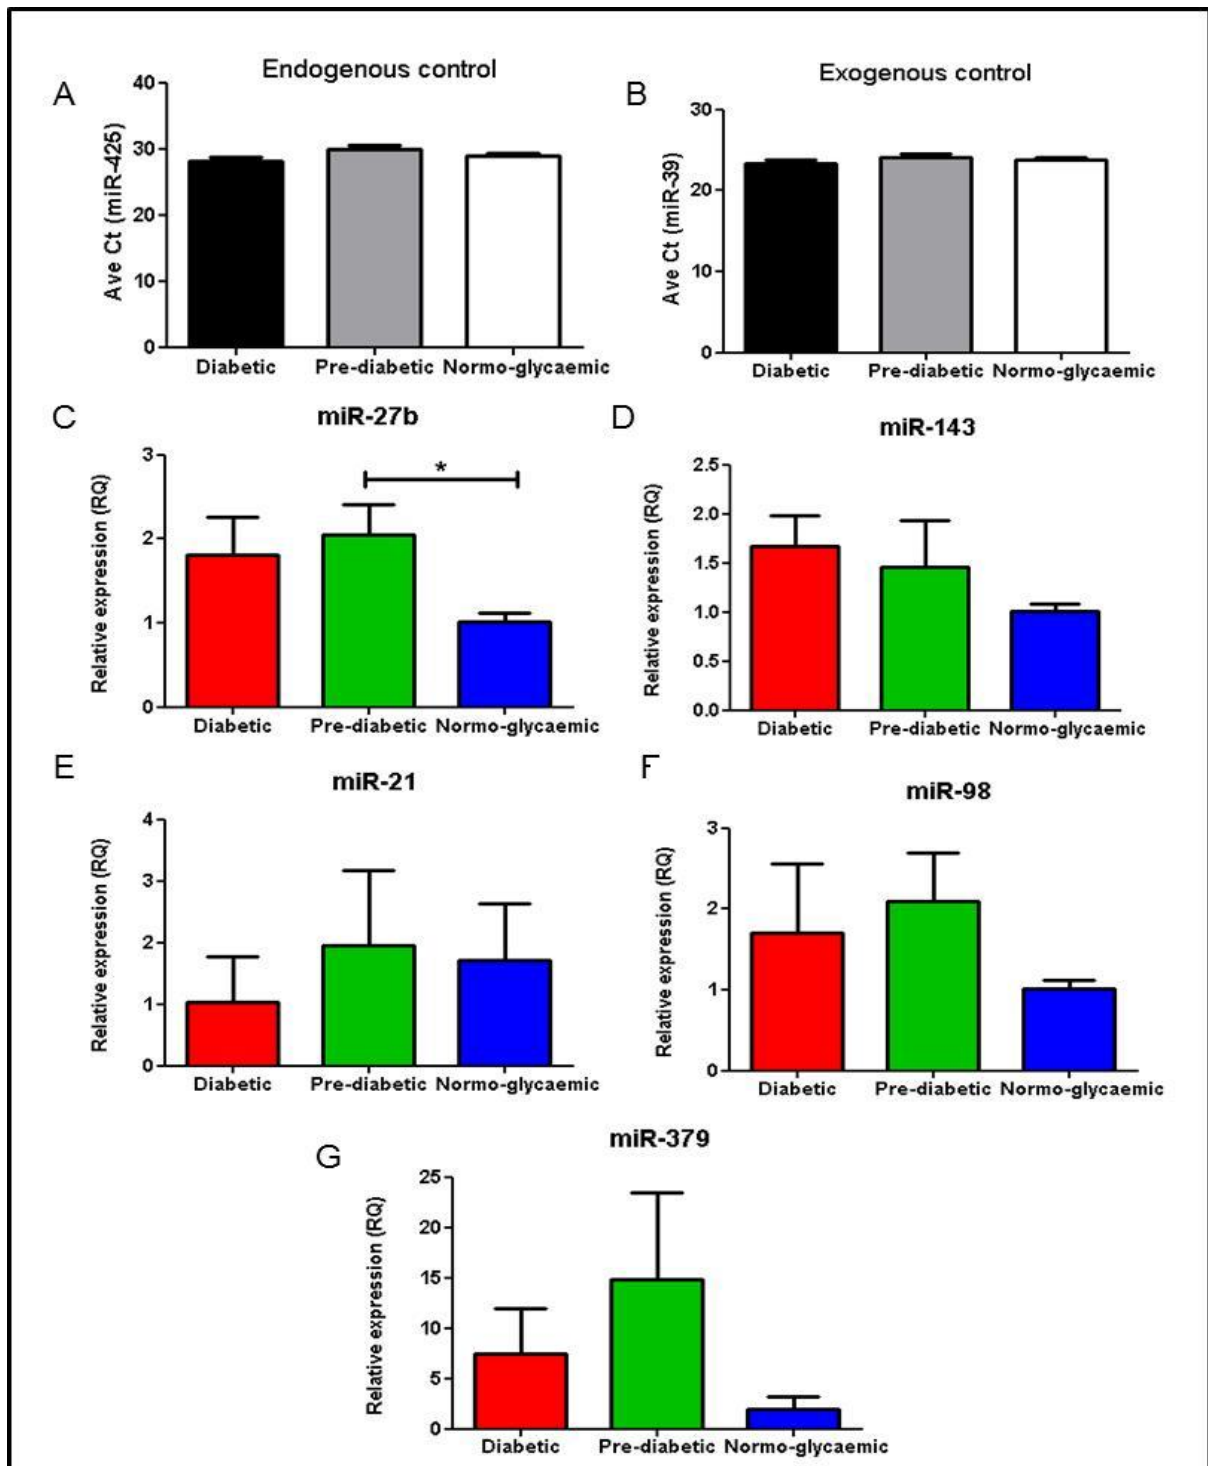 A
Endogenous control
Ave Ct (miR-425)
40
30
20
10
0
Diabetic Pre-diabetic Normo-glycaemic
B
Exogenous control
Ave Ct (miR-39)
30
20
10
0
Diabetic Pre-diabetic Normo-glycaemic
C
miR-27b
Relative expression (RQ)
3
2
1
0
*
Diabetic Pre-diabetic Normo-glycaemic
D
miR-143
Relative expression (RQ)
2.5
2.0
1.5
1.0
0.5
0.0
Diabetic Pre-diabetic Normo-glycaemic
E
miR-21
Relative expression (RQ)
4
3
2
1
0
Diabetic Pre-diabetic Normo-glycaemic
F
miR-98
Relative expression (RQ)
3
2
1
0
Diabetic Pre-diabetic Normo-glycaemic
G
miR-379
Relative expression (RQ)
25
20
15
10
5
0
Diabetic Pre-diabetic Normo-glycaemic